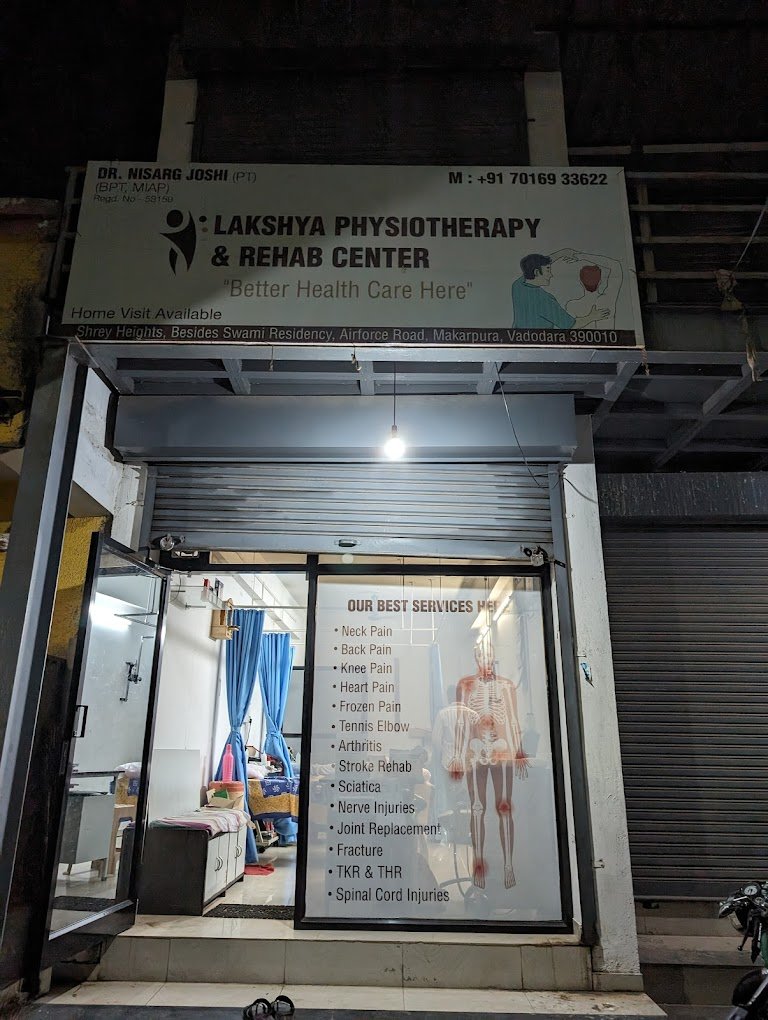 DR. NISARG JOSHI (PT)
(BPT, MIAP)
Regd. No - 59159
M : +91 70169 33622
LAKSHYA PHYSIOTHERAPY
& REHAB CENTER
"Better Health Care Here"
Home Visit Available
Shrey Heights, Besides Swami Residency, Airforce Road, Makarpura, Vadodara 390010
OUR BEST SERVICES
• Neck Pain
• Back Pain
• Knee Pain
• Heart Pain
• Frozen Pain
• Tennis Elbow
• Arthritis
• Stroke Rehab
• Sciatica
• Nerve Injuries
• Joint Replacement
• Fracture
• TKR & THR
• Spinal Cord Injuries